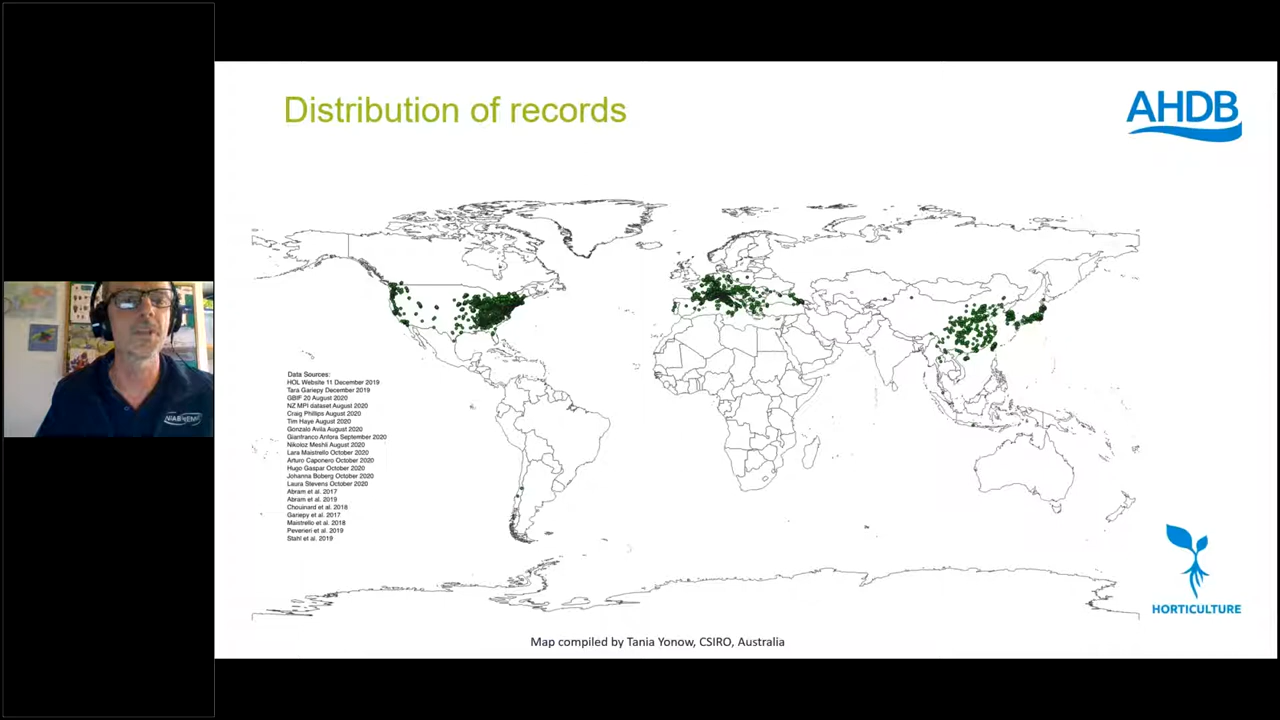 Distribution of records
AHDB
Data Sources:
HOL Website 11 December 2019
Tara Gariepy December 2019
GBIF 20 August 2020
NZ MPI dataset August 2020
Craig Phillips August 2020
Tim Haye August 2020
Gonzalo Avila August 2020
Gianfranco Anfora September 2020
Nikoloz Meshli August 2020
Lara Maistrello October 2020
Arturo Caponero October 2020
Hugo Gaspar October 2020
Johanna Boberg October 2020
Laura Stevens October 2020
Abram et al. 2017
Abram et al. 2019
Chouinard et al. 2018
Gariepy et al. 2017
Maistrello et al. 2018
Peverieri et al. 2019
Stahl et al. 2019
HORTICULTURE
Map compiled by Tania Yonow, CSIRO, Australia